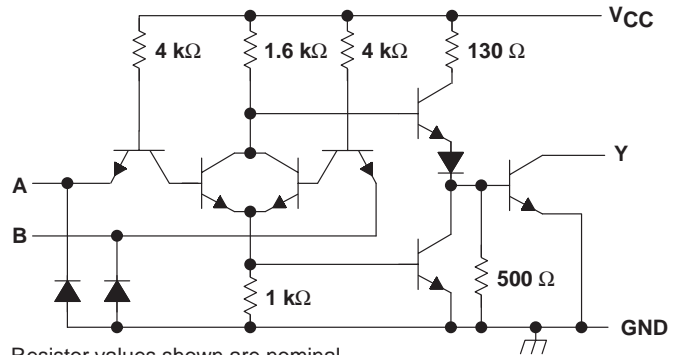 VCC
4 kΩ 1.6 kΩ 4 kΩ 130 Ω
A
Y
B
1 kΩ
500 Ω
GND
Resistor values shown are nominal.